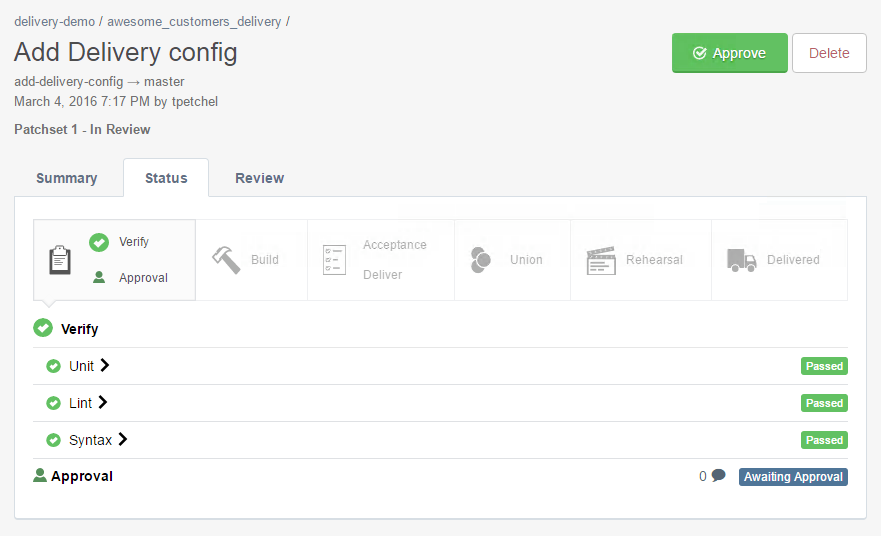 delivery-demo / awesome_customers_delivery /
Add Delivery config
Approve
Delete
add-delivery-config → master
March 4, 2016 7:17 PM by tpetchel
Patchset 1 - In Review
Summary
Status
Review
Verify
Approval
Build
Acceptance
Deliver
Union
Rehearsal
Delivered
Verify
Unit
Passed
Lint
Passed
Syntax
Passed
Approval
0
Awaiting Approval